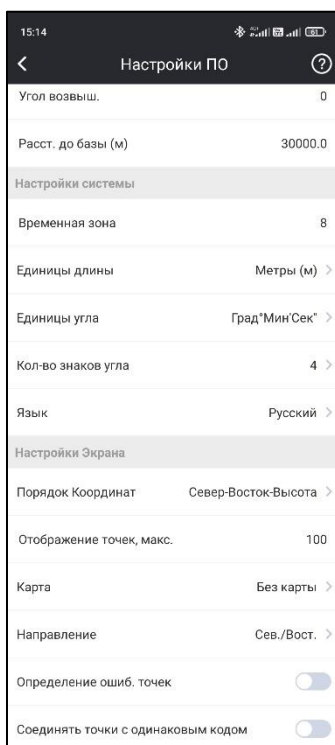 15:14
Настройки ПО
Угол возвыш. 0
Расст. до базы (м) 30000.0
Настройки системы
Временная зона 8
Единицы длины Метры (м)
Единицы угла Град°Мин'Сек"
Кол-во знаков угла 4
Язык Русский
Настройки Экрана
Порядок Координат Север-Восток-Высота
Отображение точек, макс. 100
Карта Без карты
Направление Сев./Вост.
Определение ошиб. точек
Соединять точки с одинаковым кодом